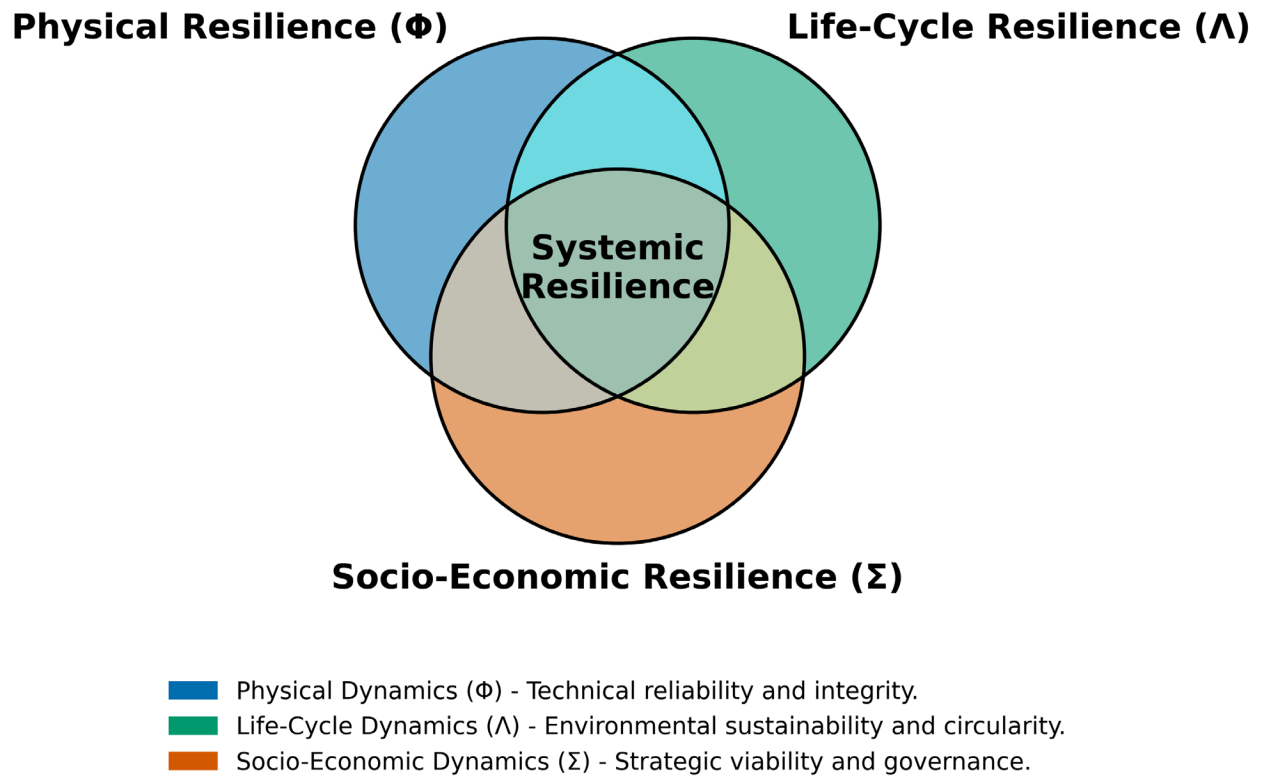 Physical Resilience (Φ)
Life-Cycle Resilience (Λ)
Systemic
Resilience
Socio-Economic Resilience (Σ)
Physical Dynamics (Φ) - Technical reliability and integrity.
Life-Cycle Dynamics (Λ) - Environmental sustainability and circularity.
Socio-Economic Dynamics (Σ) - Strategic viability and governance.